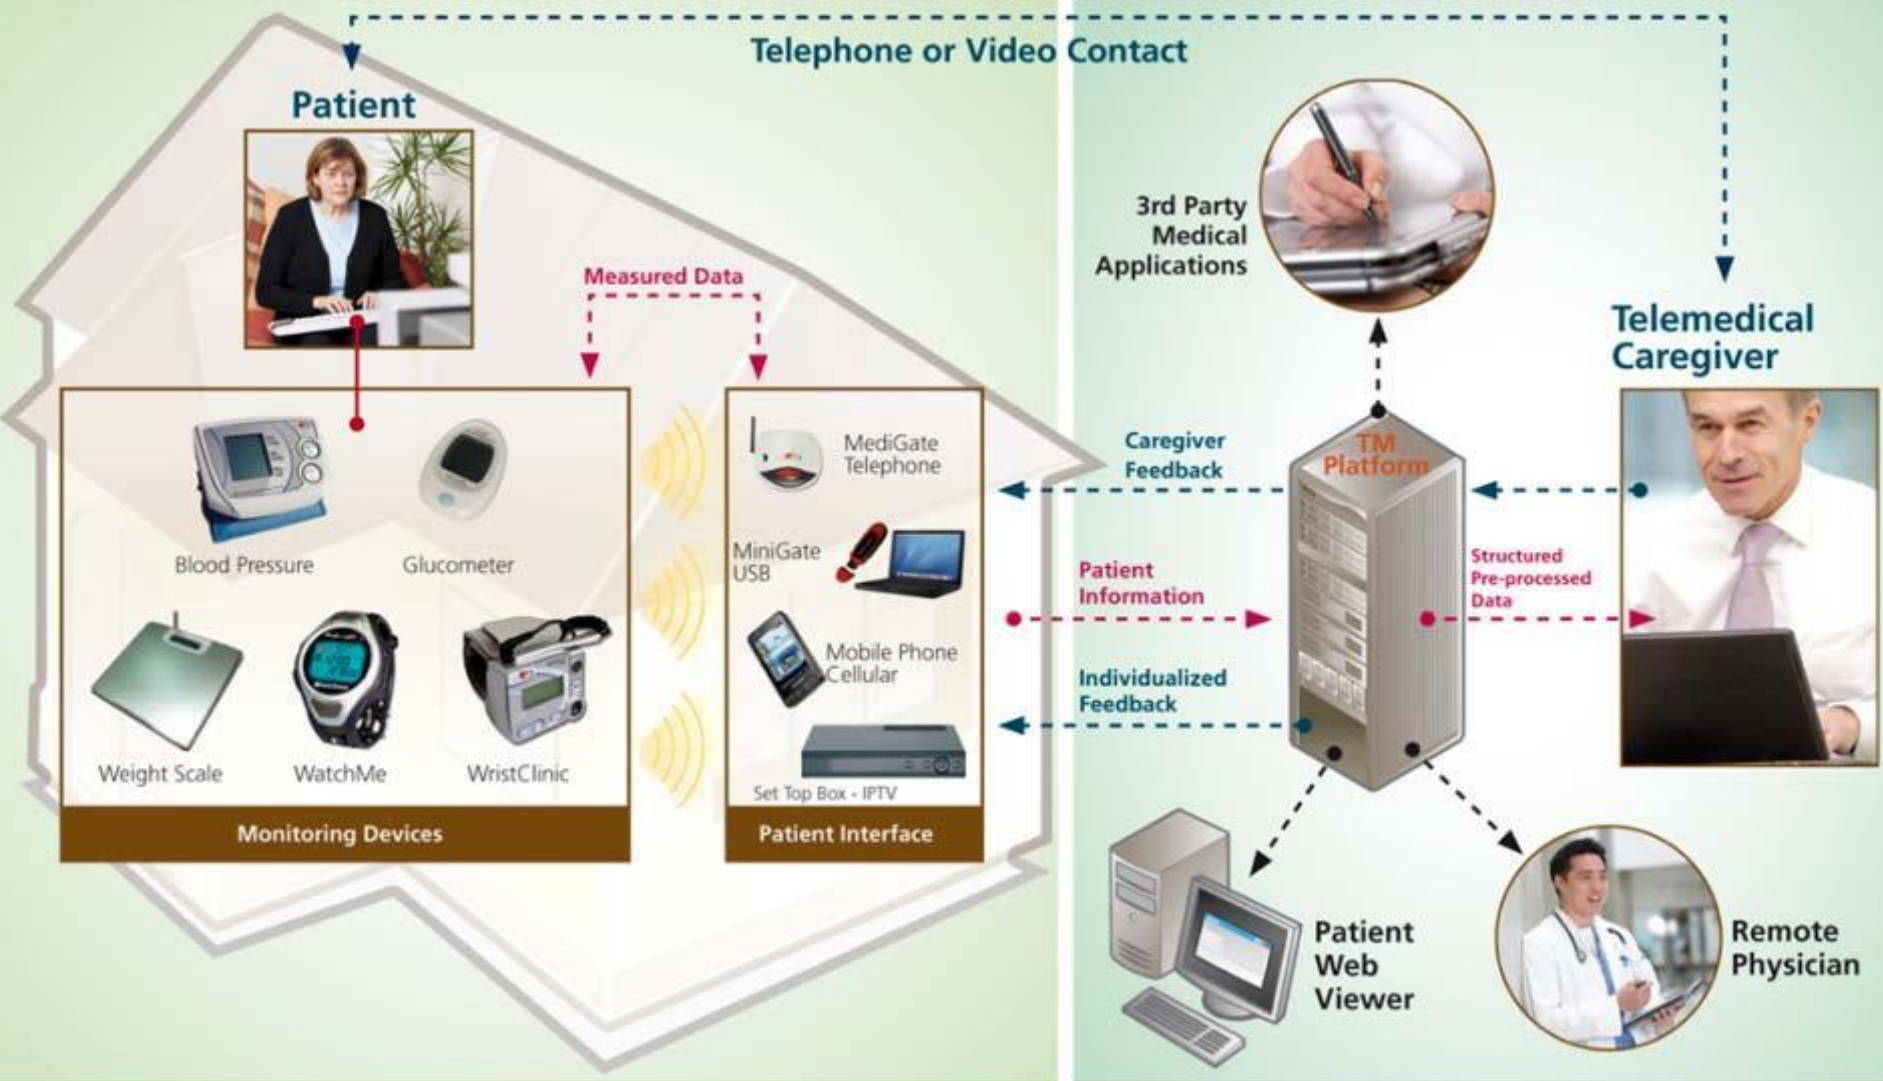 Telephone or Video Contact
Patient
3rd Party
Medical
Applications
Measured Data
Telemedical
Caregiver
MediGate
Telephone
Caregiver
Feedback
TM
Platform
Blood Pressure
Glucometer
MiniGate
USB
Patient
Information
Structured
Pre-processed
Data
Mobile Phone
Cellular
Individualized
Feedback
Weight Scale
WatchMe
WristClinic
Set Top Box - IPTV
Monitoring Devices
Patient Interface
Patient
Web
Viewer
Remote
Physician